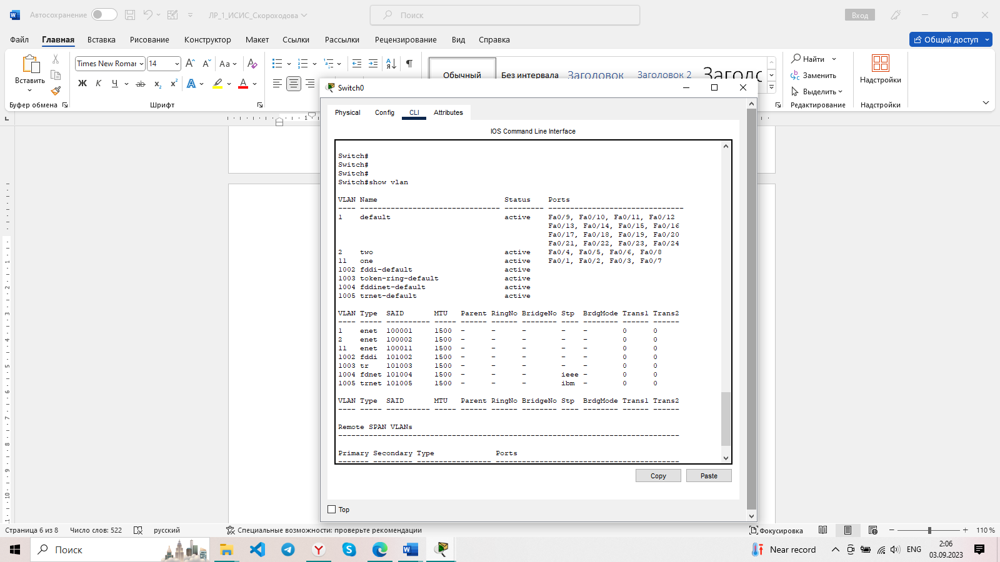 Автосохранение
ЛР_1_ИСИС_Скороходова
Поиск
Вход
Файл Главная Вставка Рисование Конструктор Макет Ссылки Рассылки Рецензирование Вид Справка
Общий доступ
Вставить
Буфер обмена
Times New Roman 14
Шрифт
Обычный
Без интервала
Заголовок
Заголовок 2
Найти
Заменить
Выделить
Редактирование
Надстройки
Надстройки
Switch0
Physical Config CLI Attributes
IOS Command Line Interface
Switch#
Switch#
Switch#
Switch#show vlan
VLAN Name Status Ports
---- -------------------------------- --------- -------------------------------
1 default active Fa0/9, Fa0/10, Fa0/11, Fa0/12
Fa0/13, Fa0/14, Fa0/15, Fa0/16
Fa0/17, Fa0/18, Fa0/19, Fa0/20
Fa0/21, Fa0/22, Fa0/23, Fa0/24
2 two active Fa0/4, Fa0/5, Fa0/6, Fa0/8
11 one active Fa0/1, Fa0/2, Fa0/3, Fa0/7
1002 fddi-default active
1003 token-ring-default active
1004 fddinet-default active
1005 trnet-default active
VLAN Type SAID MTU Parent RingNo BridgeNo Stp BrdgMode Trans1 Trans2
---- ----- ---------- ----- ------ ------ -------- ---- -------- ------ ------
1 enet 100001 1500 - - - - - 0 0
2 enet 100002 1500 - - - - - 0 0
11 enet 100011 1500 - - - - - 0 0
1002 fddi 101002 1500 - - - - - 0 0
1003 tr 101003 1500 - - - - - 0 0
1004 fdnet 101004 1500 - - - ieee - 0 0
1005 trnet 101005 1500 - - - ibm - 0 0
VLAN Type SAID MTU Parent RingNo BridgeNo Stp BrdgMode Trans1 Trans2
---- ----- ---------- ----- ------ ------ -------- ---- -------- ------ ------
Remote SPAN VLANs
------------------------------------------------------------------------------
Primary Secondary Type Ports
------- --------- ----------------- ------------------------------------------
Copy Paste
Top
Страница 6 из 8 Число слов: 522 русский Специальные возможности: проверьте рекомендации Фокусировка 110 %
Поиск
Near record
ENG
2:06
03.09.2023